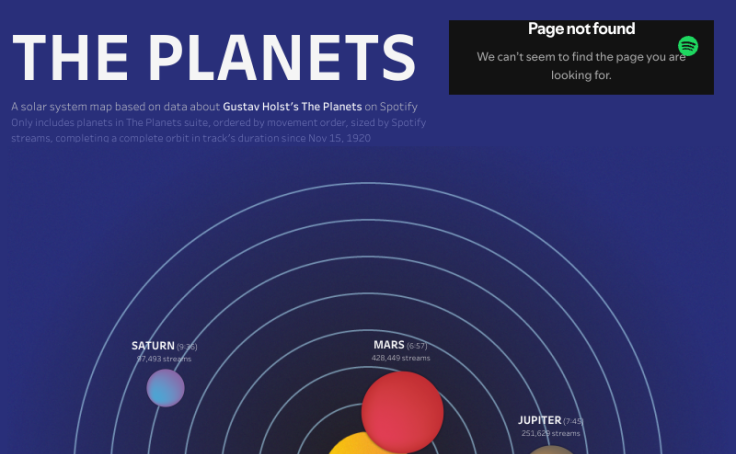 THE PLANETS
Page not found
We can't seem to find the page you are
looking for.
A solar system map based on data about Gustav Holst's The Planets on Spotify
Only includes planets in The Planets suite, ordered by movement order, sized by Spotify
streams, completing a complete orbit in track's duration since Nov 15, 1920
SATURN (9:36)
97,493 streams
MARS (6:57)
428,449 streams
JUPITER (7:45)
251,629 streams